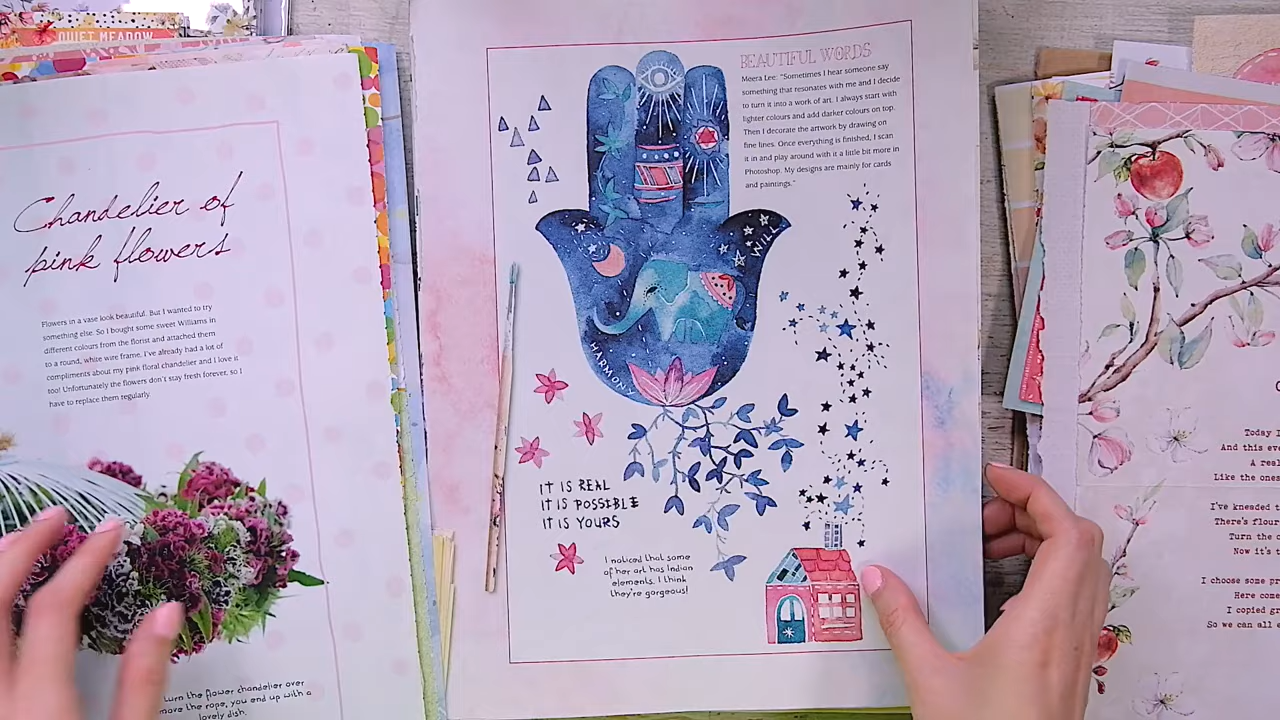 QUIET MEADOW
Chandelier of
pink flowers
Flowers in a vase look beautiful. But I wanted to try
something else. So I bought some sweet Williams in
different colours from the florist and attached them
to a round, white wire frame. I've already had a lot of
compliments about my pink floral chandelier and I love it
too! Unfortunately the flowers don't stay fresh forever, so I
have to replace them regularly.
turn the flower chandelier over
move the rope, you end up with a
lovely dish.
BEAUTIFUL WORDS
Meera Lee: “Sometimes I hear someone say
something that resonates with me and I decide
to turn it into a work of art. I always start with
lighter colours and add darker colours on top.
Then I decorate the artwork by drawing on
fine lines. Once everything is finished, I scan
it in and play around with it a little bit more in
Photoshop. My designs are mainly for cards
and paintings.”
WILL
HARMONY
IT IS REAL
IT IS POSSIBLE
IT IS YOURS
I noticed that some
of her art has Indian
elements. I think
they're gorgeous!
Today I
And this eve
A real
Like the ones
I've kneaded t
There's flour
Turn the o
Now it's
I choose some pr
Here come
I copied gr
So we can all e